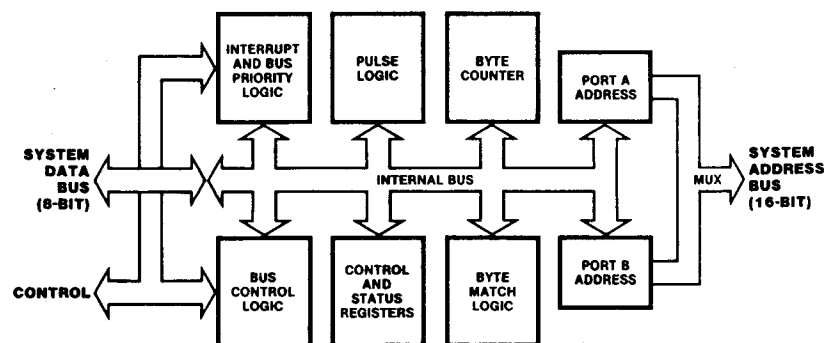 INTERRUPT
AND BUS
PRIORITY
LOGIC
PULSE
LOGIC
BYTE
COUNTER
PORT A
ADDRESS
SYSTEM
DATA
BUS
(8-BIT)
INTERNAL BUS
MUX
SYSTEM
ADDRESS
BUS
(16-BIT)
CONTROL
BUS
CONTROL
LOGIC
CONTROL
AND
STATUS
REGISTERS
BYTE
MATCH
LOGIC
PORT B
ADDRESS